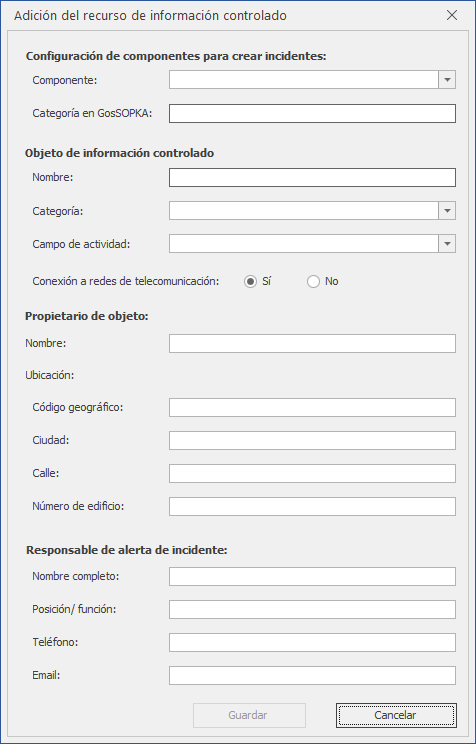 Adición del recurso de información controlado
Configuración de componentes para crear incidentes:
Componente:
Categoría en GosSOPKA:
Objeto de información controlado
Nombre:
Categoría:
Campo de actividad:
Conexión a redes de telecomunicación: Sí No
Propietario de objeto:
Nombre:
Ubicación:
Código geográfico:
Ciudad:
Calle:
Número de edificio:
Responsable de alerta de incidente:
Nombre completo:
Posición/ función:
Teléfono:
Email:
Guardar Cancelar